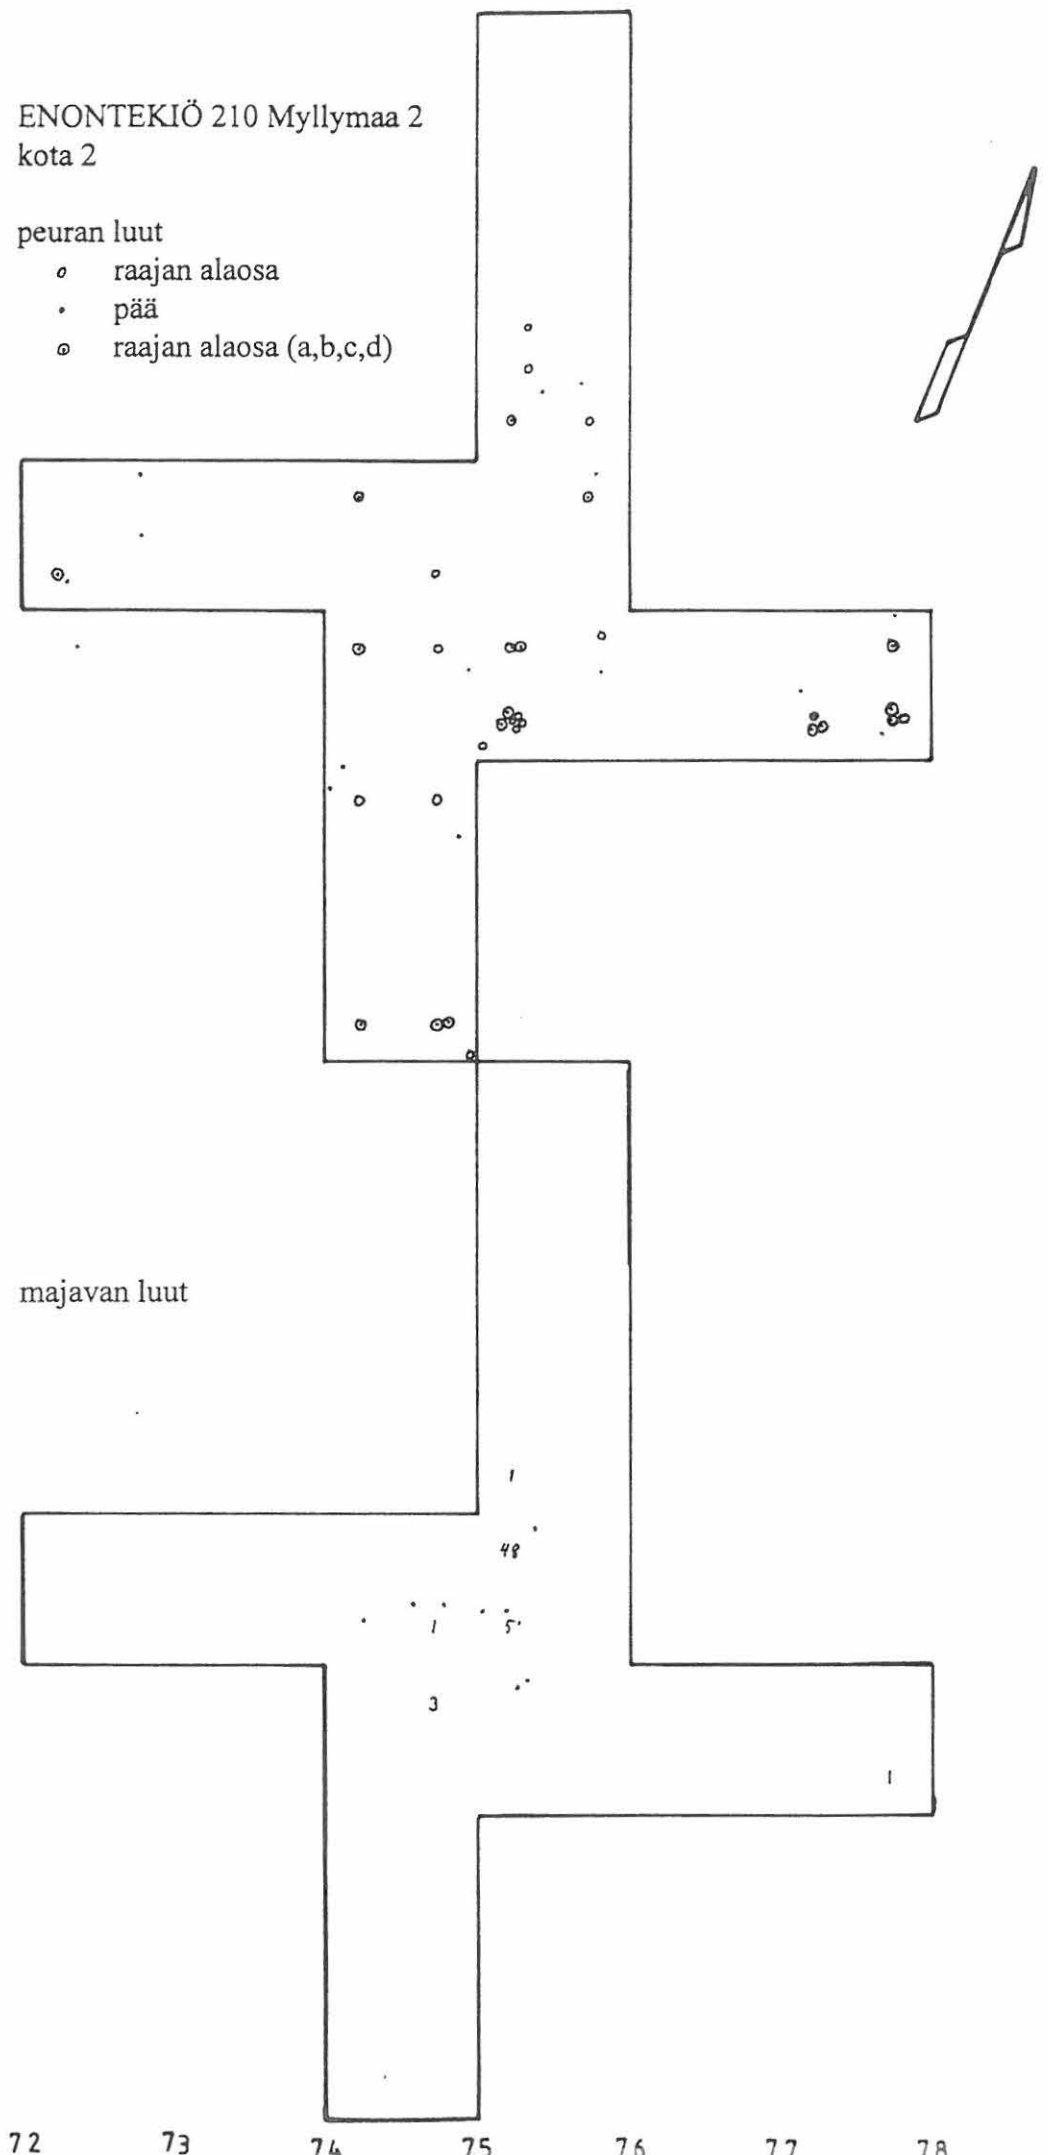 ENONTEKIÖ 210 Myllymaa 2
kota 2
peuran luut
raajan alaosa
pää
raajan alaosa (a,b,c,d)
majavan luut
1
48
1 5
3
1
72 73 74 75 76 77 78